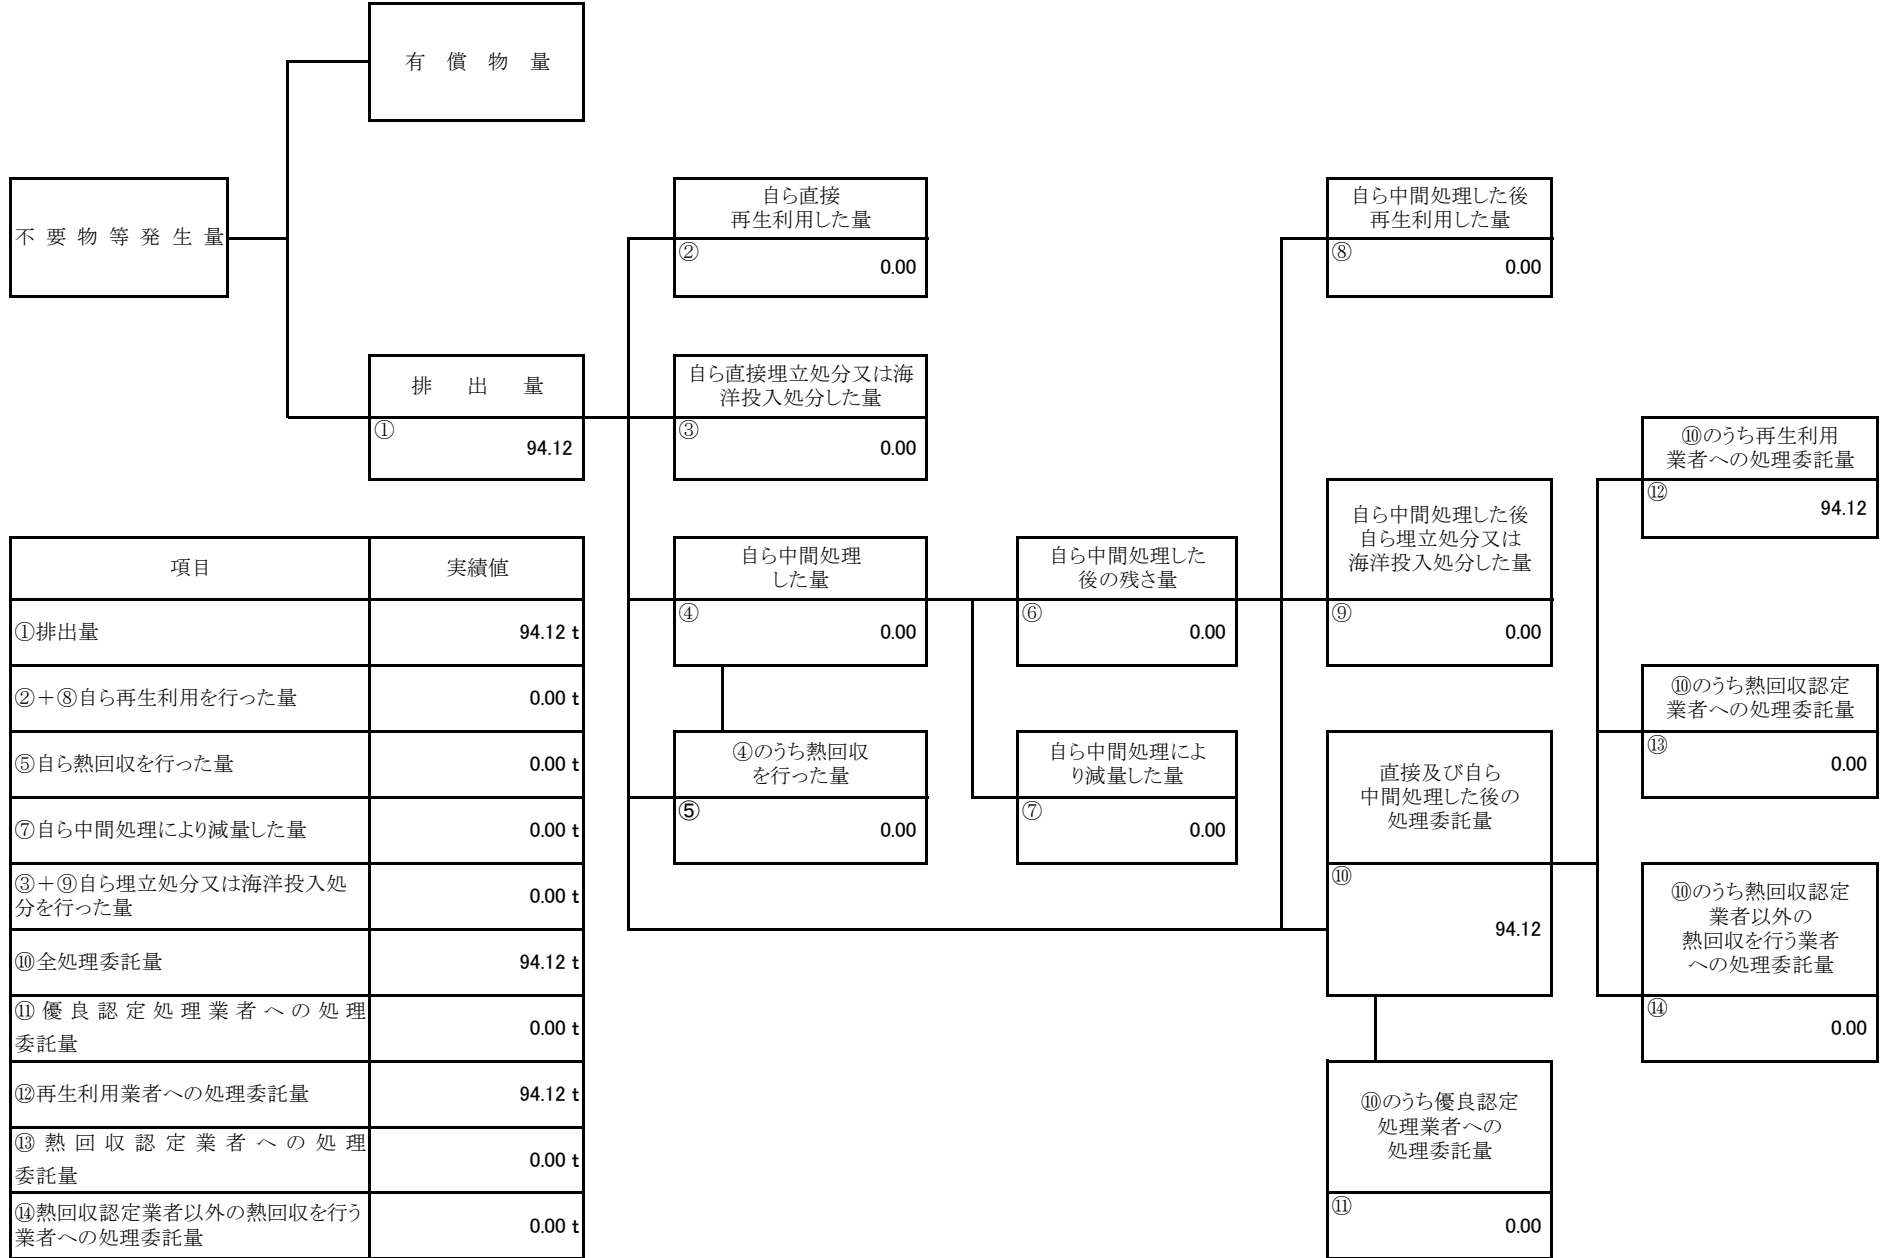 有償物量
不要物等発生量
自ら直接
再生利用した量
②
0.00
自ら中間処理した後
再生利用した量
⑧
0.00
排出量
①
94.12
自ら直接埋立処分又は海
洋投入処分した量
③
0.00
⑩のうち再生利用
業者への処理委託量
⑫
94.12
自ら中間処理
した量
④
0.00
自ら中間処理した
後の残さ量
⑥
0.00
自ら中間処理した後
自ら埋立処分又は
海洋投入処分した量
⑨
0.00
⑩のうち熱回収認定
業者への処理委託量
⑬
0.00
④のうち熱回収
を行った量
⑤
0.00
自ら中間処理によ
り減量した量
⑦
0.00
直接及び自ら
中間処理した後の
処理委託量
⑩
94.12
⑩のうち熱回収認定
業者以外の
熱回収を行う業者
への処理委託量
⑭
0.00
⑩のうち優良認定
処理業者への
処理委託量
⑪
0.00
項目 実績値
①排出量 94.12 t
②＋⑧自ら再生利用を行った量 0.00 t
⑤自ら熱回収を行った量 0.00 t
⑦自ら中間処理により減量した量 0.00 t
③＋⑨自ら埋立処分又は海洋投入処
分を行った量 0.00 t
⑩全処理委託量 94.12 t
⑪優良認定処理業者への処理
委託量 0.00 t
⑫再生利用業者への処理委託量 94.12 t
⑬熱回収認定業者への処理
委託量 0.00 t
⑭熱回収認定業者以外の熱回収を行う
業者への処理委託量 0.00 t